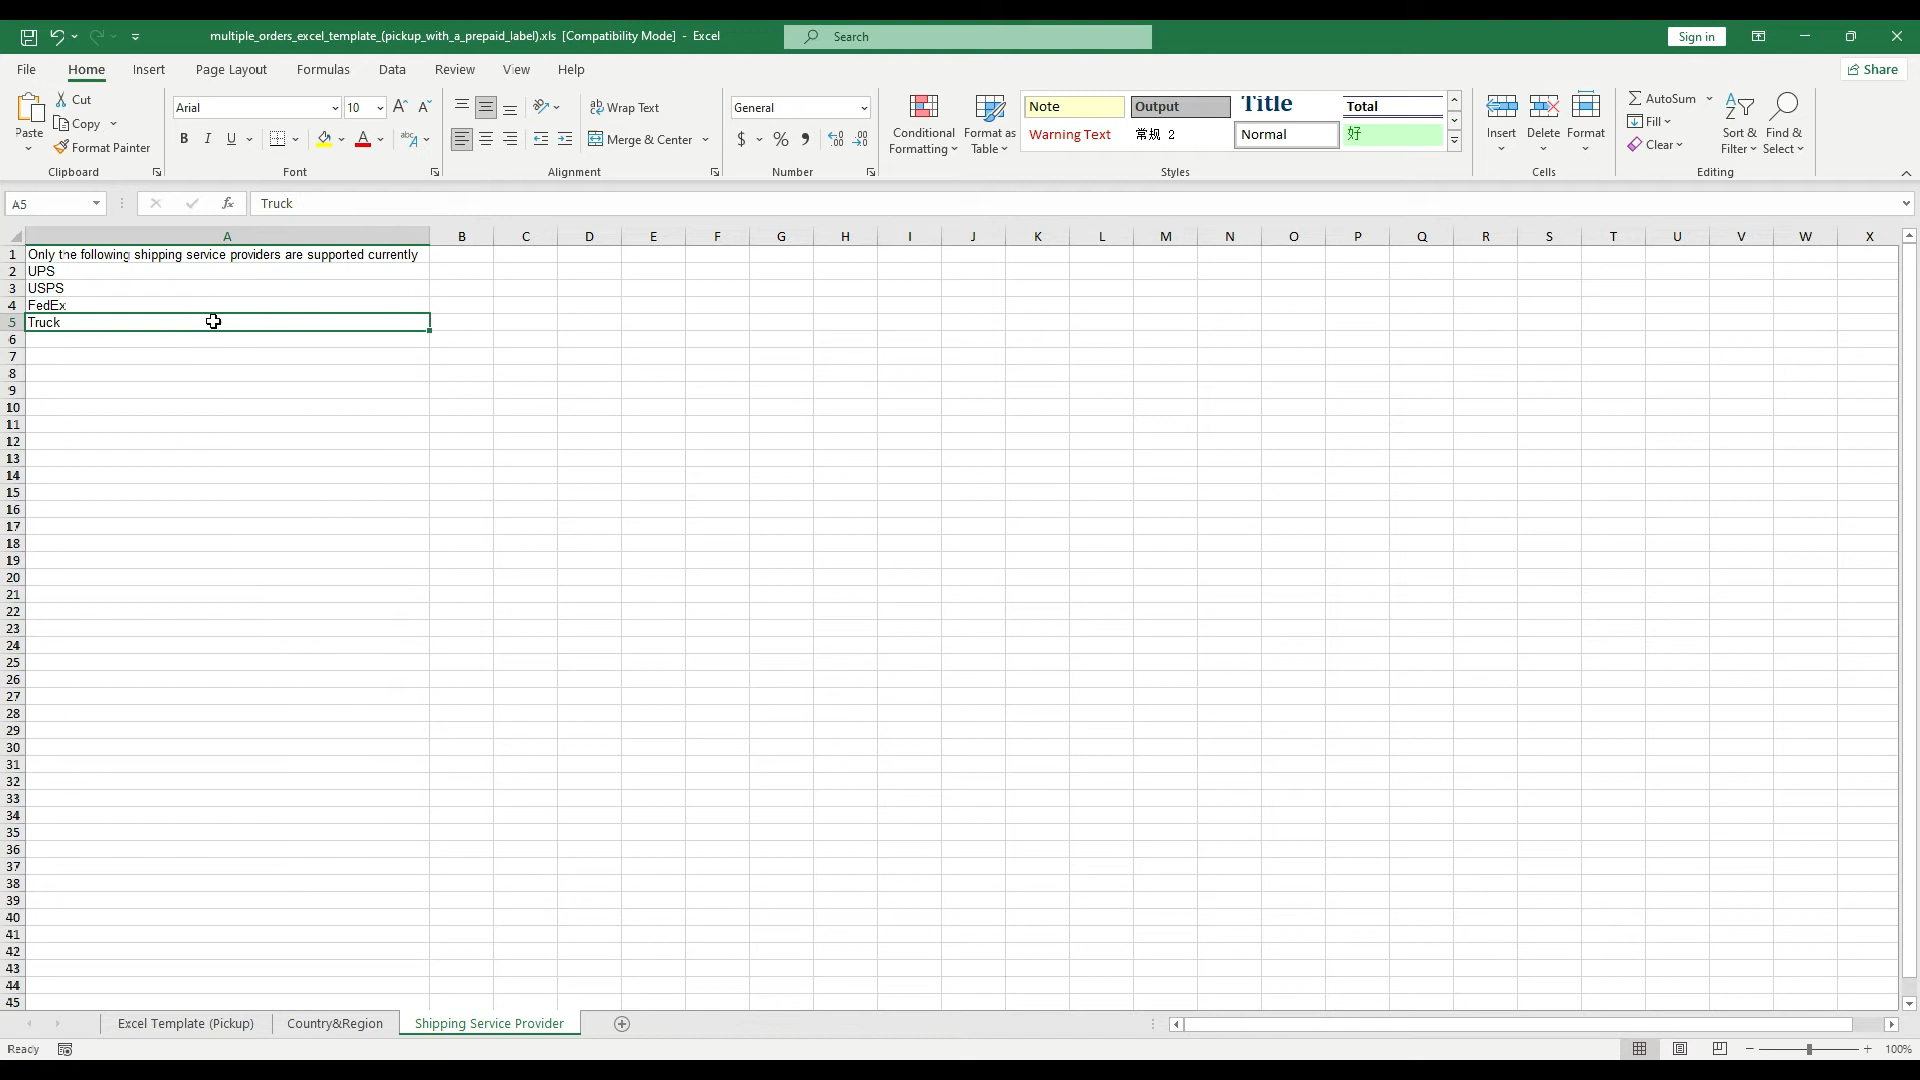 multiple_orders_excel_template_(pickup_with_a_prepaid_label).xls [Compatibility Mode] - Excel
Search
Sign in
File Home Insert Page Layout Formulas Data Review View Help
Share
Paste
Cut
Copy
Format Painter
Clipboard
Arial 10
B I U A abc
Font
ab Wrap Text
Merge & Center
Alignment
General
$ % 9
Number
Conditional Formatting
Format as Table
Note Output Title Total
Warning Text 常规 2 Normal 好
Styles
Insert Delete Format
Cells
AutoSum
Fill
Clear
Sort & Filter
Find & Select
Editing
A5 fx Truck
A B C D E F G H I J K L M N O P Q R S T U V W X
1 Only the following shipping service providers are supported currently
2 UPS
3 USPS
4 FedEx
5 Truck
6
7
8
9
10
11
12
13
14
15
16
17
18
19
20
21
22
23
24
25
26
27
28
29
30
31
32
33
34
35
36
37
38
39
40
41
42
43
44
45
Excel Template (Pickup) Country&Region Shipping Service Provider
Ready
100%